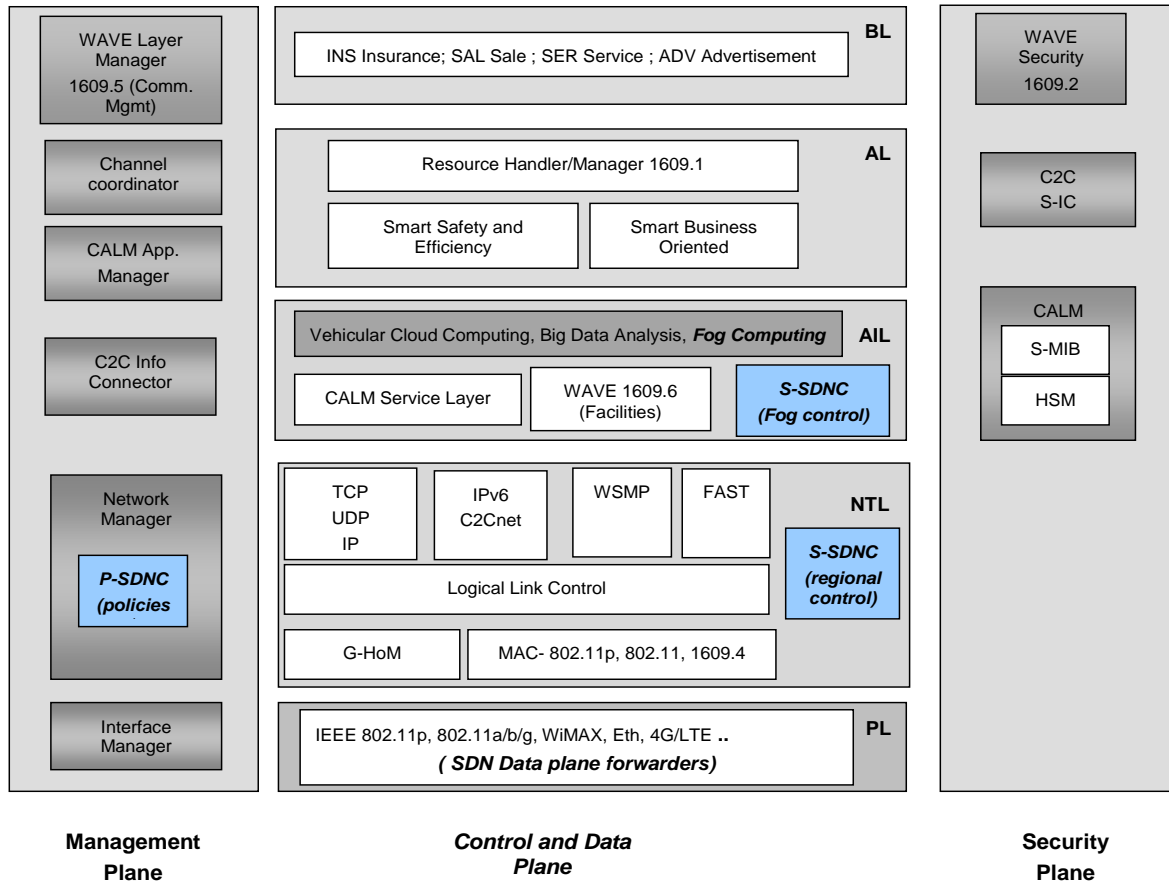 WAVE Layer
Manager
1609.5 (Comm.
Mgmt)
Channel
coordinator
CALM App.
Manager
C2C Info
Connector
Network
Manager
P-SDNC
(policies
Interface
Manager
BL
INS Insurance; SAL Sale ; SER Service ; ADV Advertisement
AL
Resource Handler/Manager 1609.1
Smart Safety and
Efficiency
Smart Business
Oriented
Vehicular Cloud Computing, Big Data Analysis, Fog Computing
AIL
CALM Service Layer
WAVE 1609.6
(Facilities)
S-SDNC
(Fog control)
TCP
UDP
IP
IPv6
C2Cnet
WSMP
FAST
NTL
S-SDNC
(regional
control)
Logical Link Control
G-HoM
MAC- 802.11p, 802.11, 1609.4
PL
IEEE 802.11p, 802.11a/b/g, WiMAX, Eth, 4G/LTE ..
( SDN Data plane forwarders)
WAVE
Security
1609.2
C2C
S-IC
CALM
S-MIB
HSM
Management
Plane
Control and Data
Plane
Security
Plane